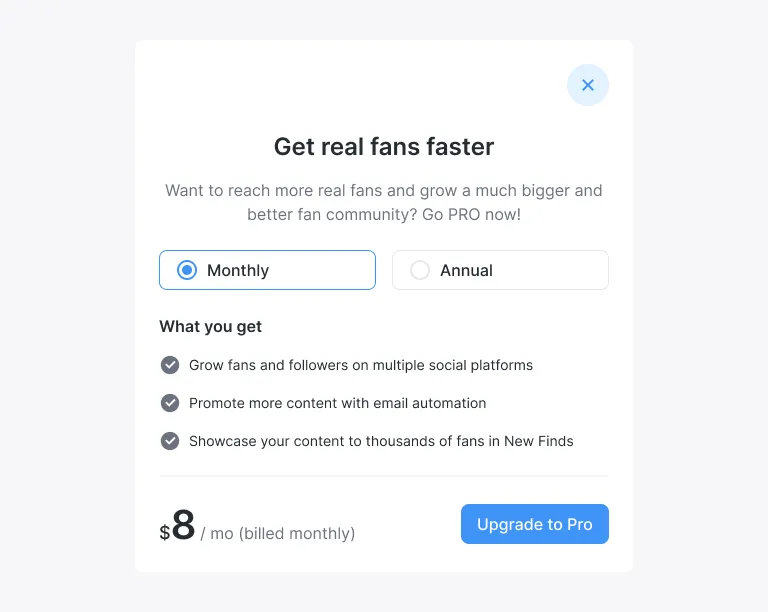 Get real fans faster
Want to reach more real fans and grow a much bigger and
better fan community? Go PRO now!
Monthly
Annual
What you get
Grow fans and followers on multiple social platforms
Promote more content with email automation
Showcase your content to thousands of fans in New Finds
$8 / mo (billed monthly)
Upgrade to Pro